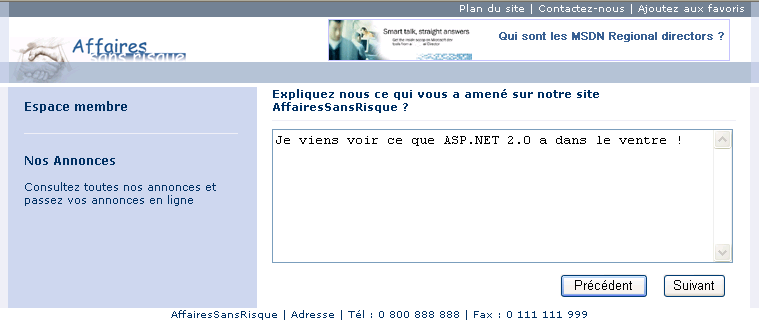 Plan du site | Contactez-nous | Ajoutez aux favoris
Affaires
sans risque
Smart talk, straight answers
Qui sont les MSDN Regional directors ?
Espace membre
Nos Annonces
Consultez toutes nos annonces et
passez vos annonces en ligne
Expliquez nous ce qui vous a amené sur notre site
AffairesSansRisque ?
Je viens voir ce que ASP.NET 2.0 a dans le ventre !
Précédent
Suivant
AffairesSansRisque | Adresse | Tél : 0 800 888 888 | Fax : 0 111 111 999